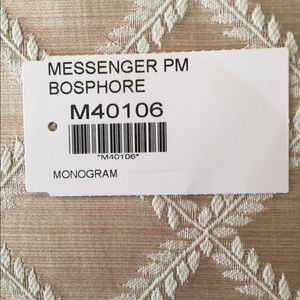 MESSENGER PM
BOSPHORE
M40106
*M40106*
MONOGRAM